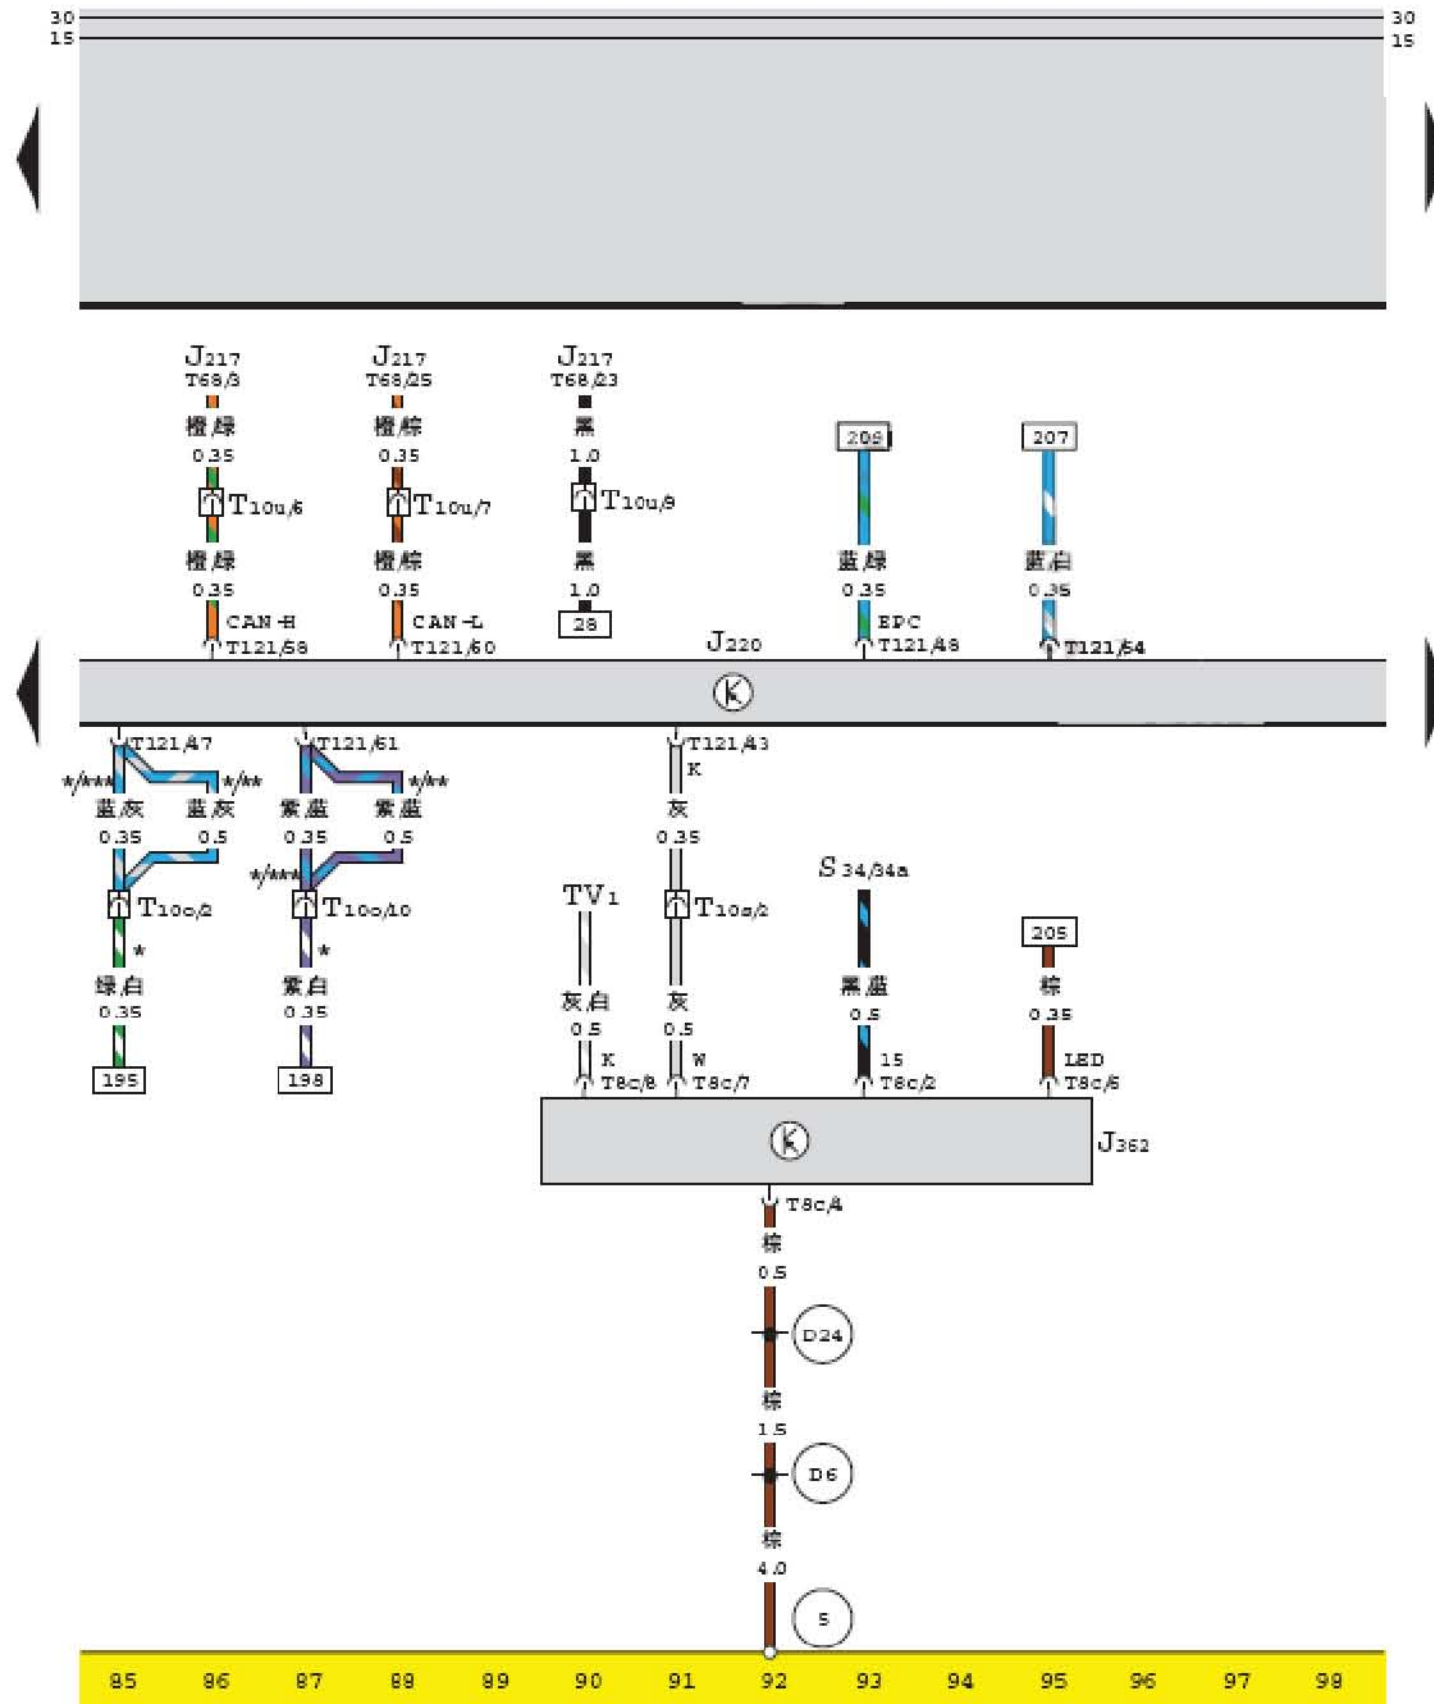 30 30
15 15
J217 J217 J217
T68/3 T68/25 T68/23
橙/绿 橙/棕 黑
0.35 0.35 1.0
206 207
T10u/6 T10u/7 T10u/9
橙/绿 橙/棕 黑 蓝/绿 蓝/白
0.35 0.35 1.0 0.35 0.35
CAN-H CAN-L 28 EPC
T121/58 T121/60 J220 T121/48 T121/54
K
T121/47 T121/61 T121/43
K
*/*** */** */**
蓝/灰 蓝/灰 紫/蓝 紫/蓝 灰
0.35 0.5 0.35 0.5 0.35
*/*** S34/34a
TV1
T10o/2 T10o/10 T10s/2
205
* *
绿/白 紫/白 灰/白 灰 黑/蓝 棕
0.35 0.35 0.5 0.5 0.5 0.35
K W 15 LED
195 198 T8c/8 T8c/7 T8c/2 T8c/5
K J362
T8c/4
棕
0.5
D24
棕
1.5
D6
棕
4.0
5
85 86 87 88 89 90 91 92 93 94 95 96 97 98